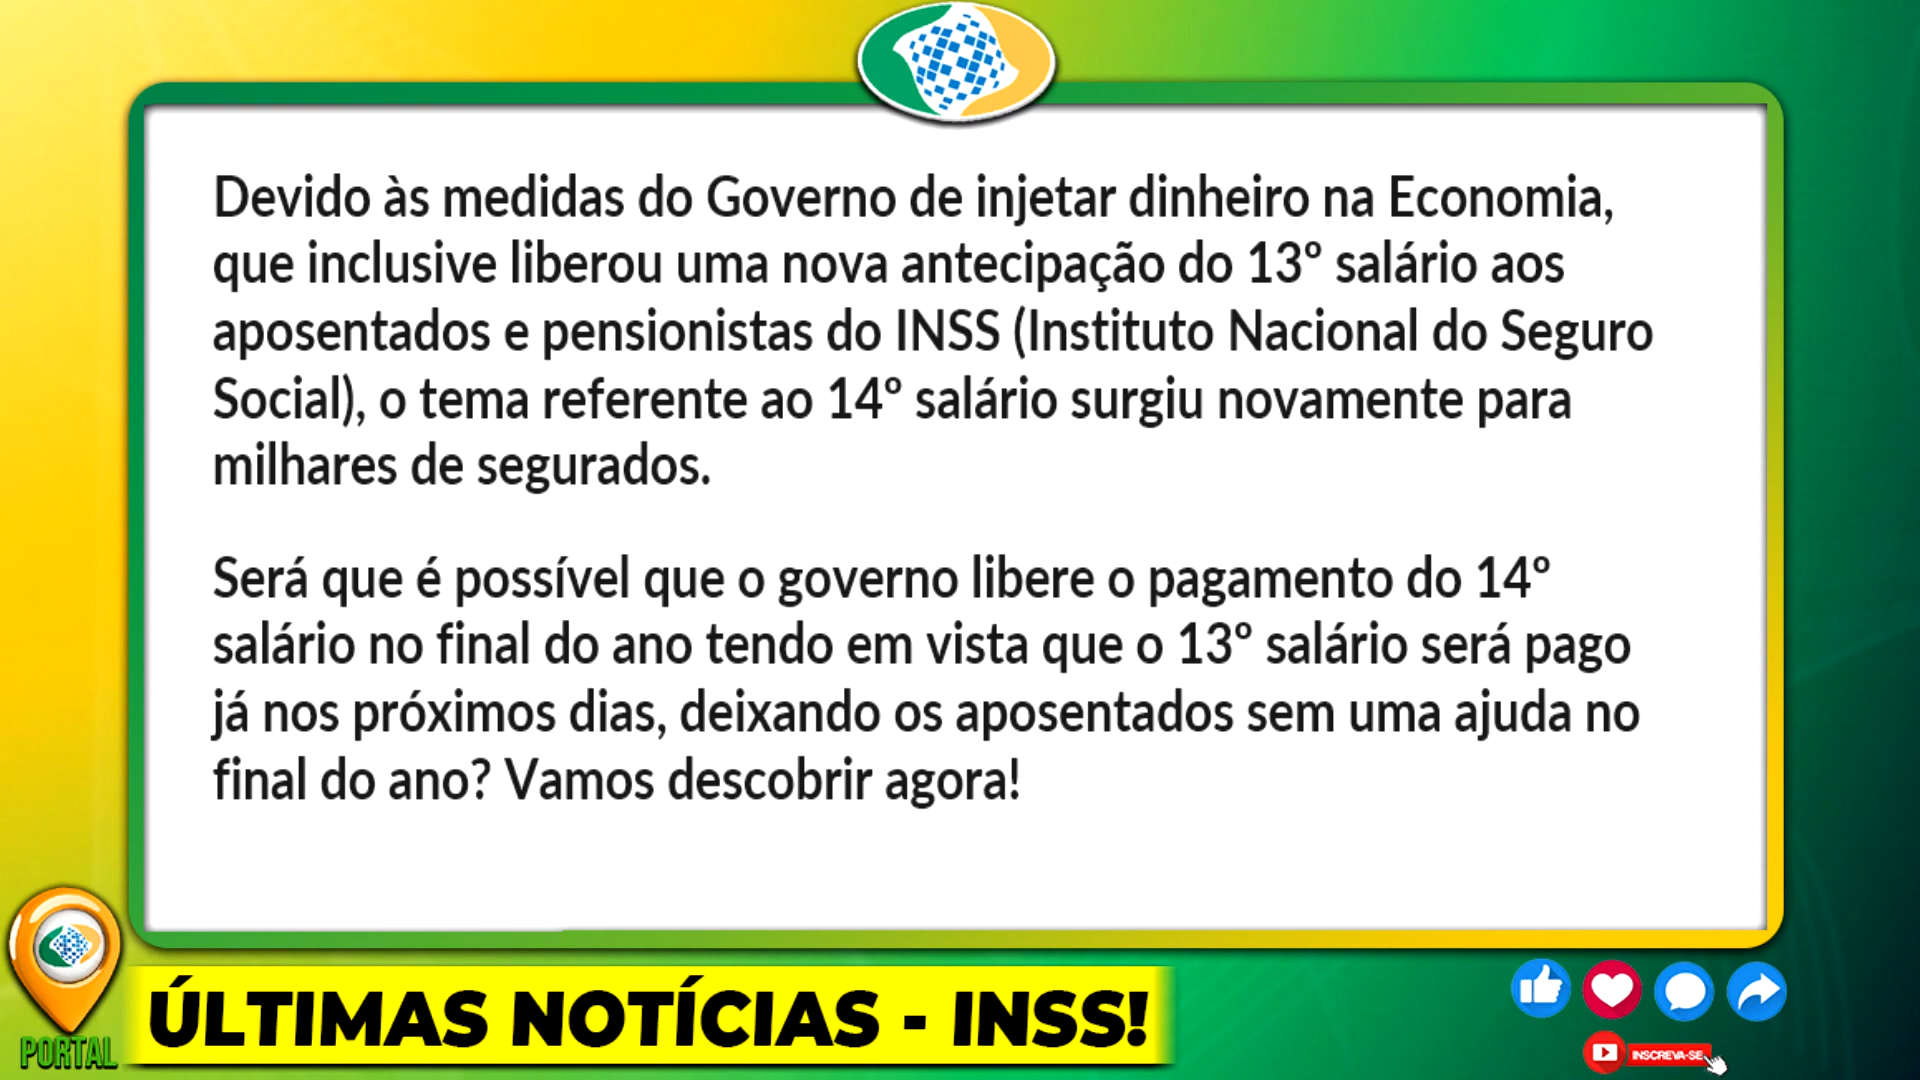 Devido às medidas do Governo de injetar dinheiro na Economia,
que inclusive liberou uma nova antecipação do 13º salário aos
aposentados e pensionistas do INSS (Instituto Nacional do Seguro
Social), o tema referente ao 14º salário surgiu novamente para
milhares de segurados.
Será que é possível que o governo libere o pagamento do 14º
salário no final do ano tendo em vista que o 13º salário será pago
já nos próximos dias, deixando os aposentados sem uma ajuda no
final do ano? Vamos descobrir agora!
ÚLTIMAS NOTÍCIAS - INSS!
PORTAL
INSCREVA-SE